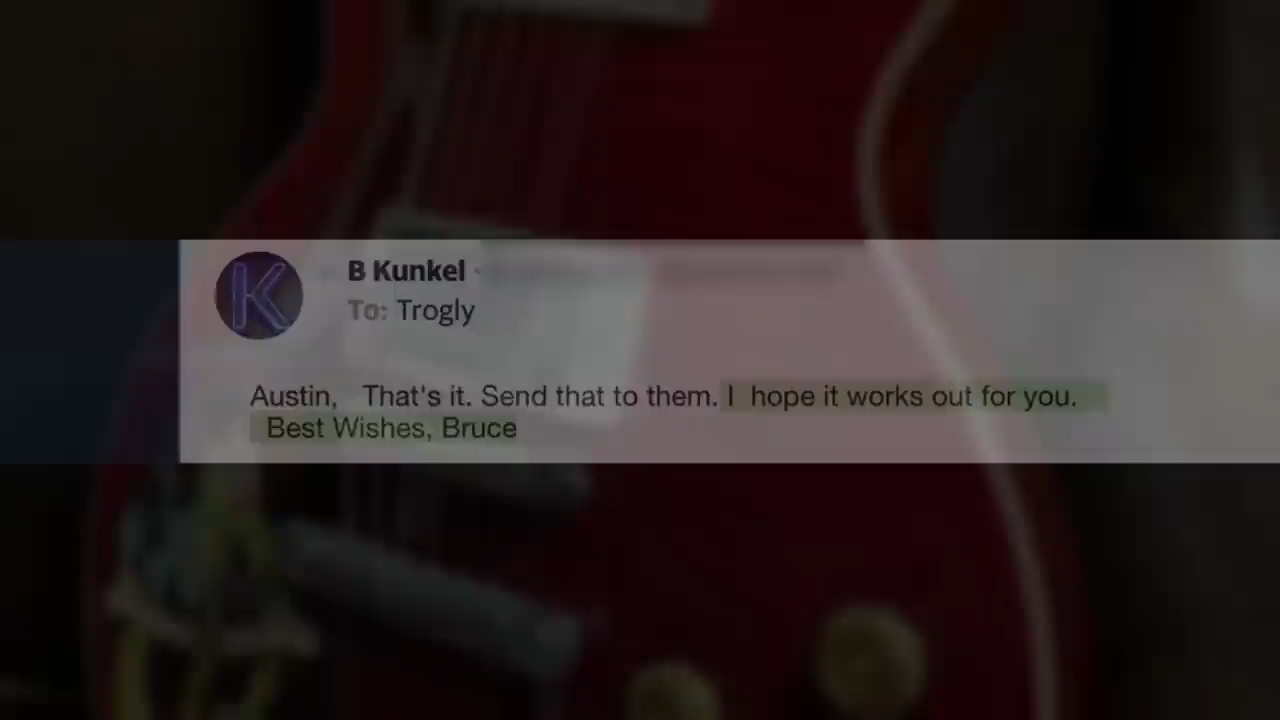 K
B Kunkel
To: Trogly
Austin, That's it. Send that to them. I hope it works out for you.
Best Wishes, Bruce